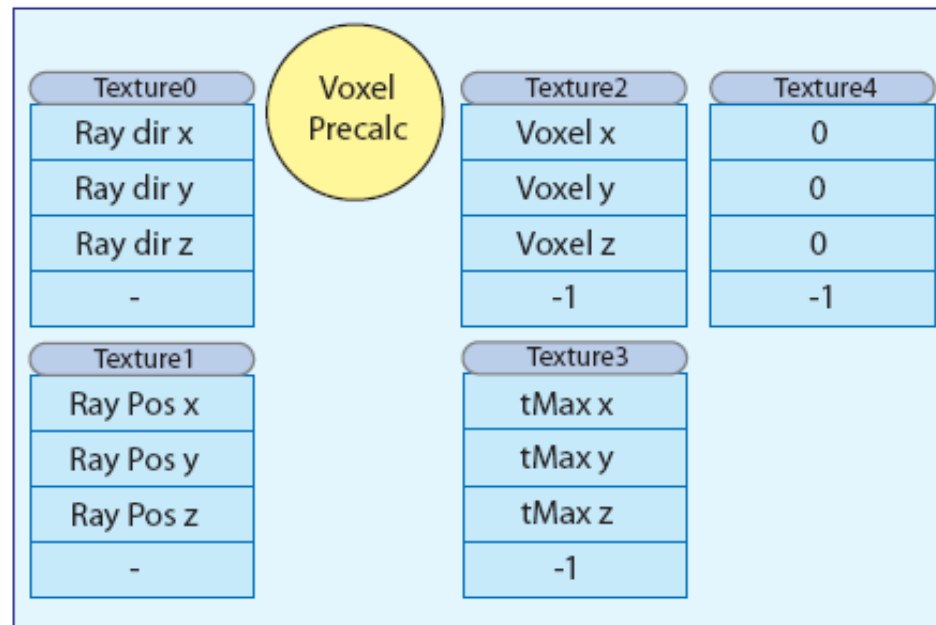 Texture0
Ray dir x
Ray dir y
Ray dir z
-
Texture1
Ray Pos x
Ray Pos y
Ray Pos z
-
Voxel
Precalc
Texture2
Voxel x
Voxel y
Voxel z
-1
Texture3
tMax x
tMax y
tMax z
-1
Texture4
0
0
0
-1